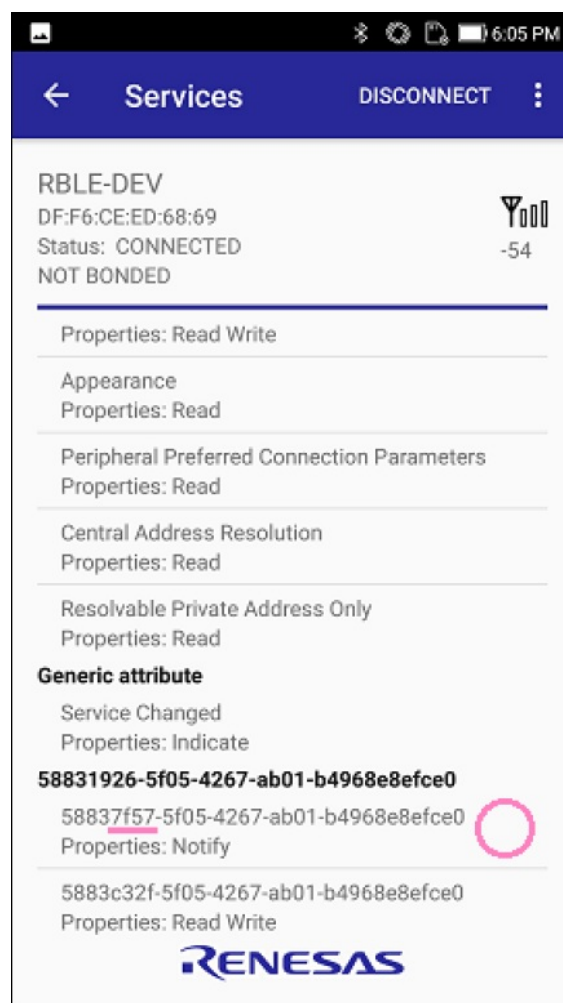 6:05 PM
Services DISCONNECT
RBLE-DEV
DF:F6:CE:ED:68:69
Status: CONNECTED
-54
NOT BONDED
Properties: Read Write
Appearance
Properties: Read
Peripheral Preferred Connection Parameters
Properties: Read
Central Address Resolution
Properties: Read
Resolvable Private Address Only
Properties: Read
Generic attribute
Service Changed
Properties: Indicate
58831926-5f05-4267-ab01-b4968e8efce0
58837f57-5f05-4267-ab01-b4968e8efce0
Properties: Notify
5883c32f-5f05-4267-ab01-b4968e8efce0
Properties: Read Write
RENESAS